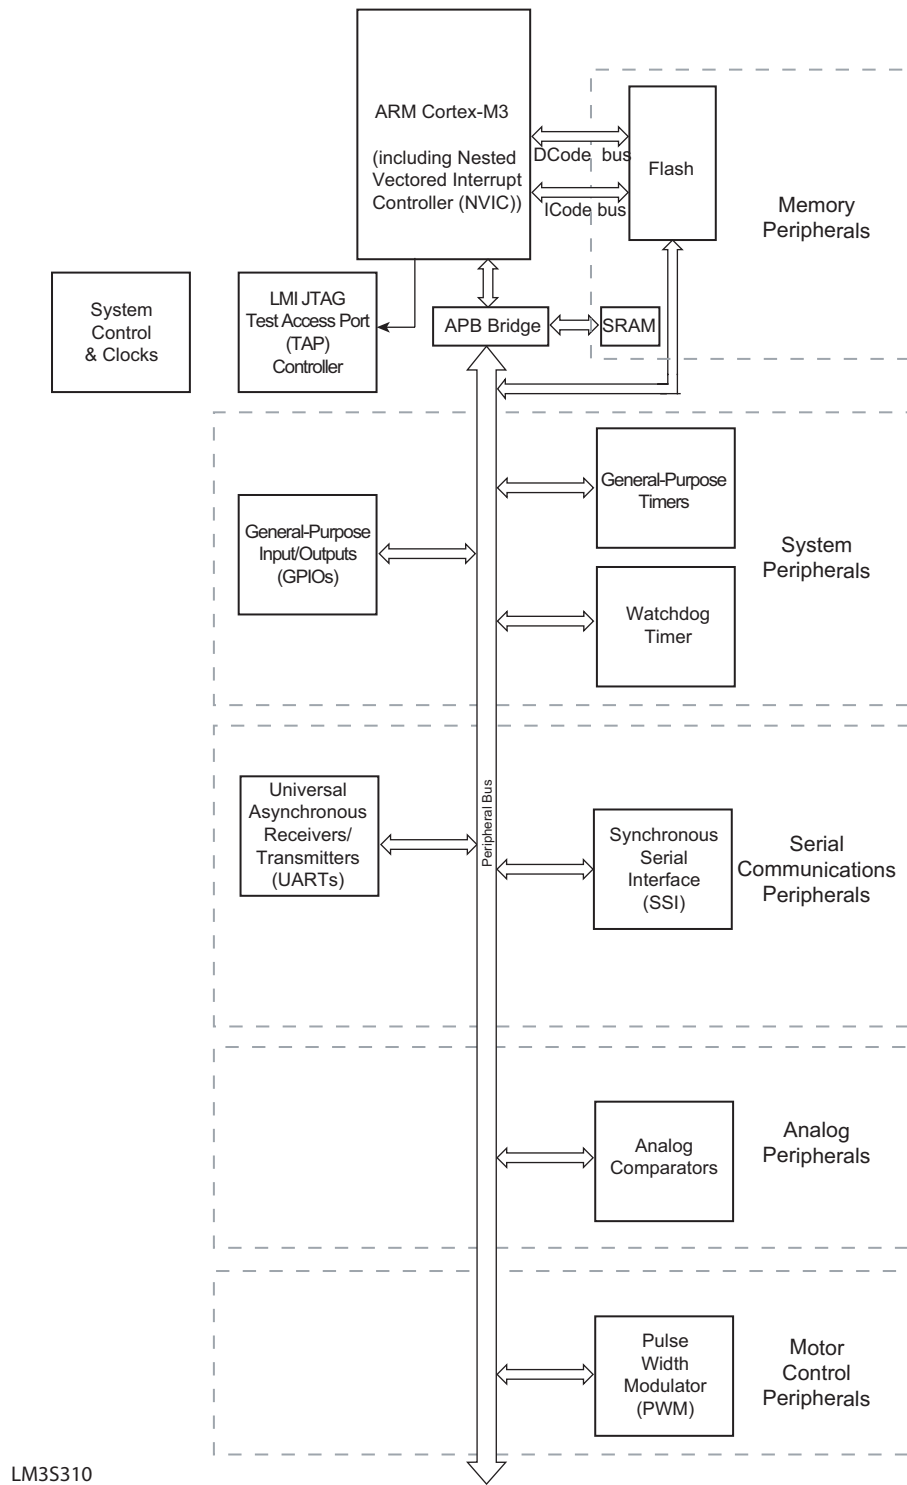 ARM Cortex-M3
(including Nested
Vectored Interrupt
Controller (NVIC))
DCode bus
ICode bus
Flash
Memory
Peripherals
System
Control
& Clocks
LMI JTAG
Test Access Port
(TAP)
Controller
APB Bridge
SRAM
General-Purpose
Timers
General-Purpose
Input/Outputs
(GPIOs)
System
Peripherals
Watchdog
Timer
Peripheral Bus
Universal
Asynchronous
Receivers/
Transmitters
(UARTs)
Synchronous
Serial
Interface
(SSI)
Serial
Communications
Peripherals
Analog
Comparators
Analog
Peripherals
Pulse
Width
Modulator
(PWM)
Motor
Control
Peripherals
LM3S310